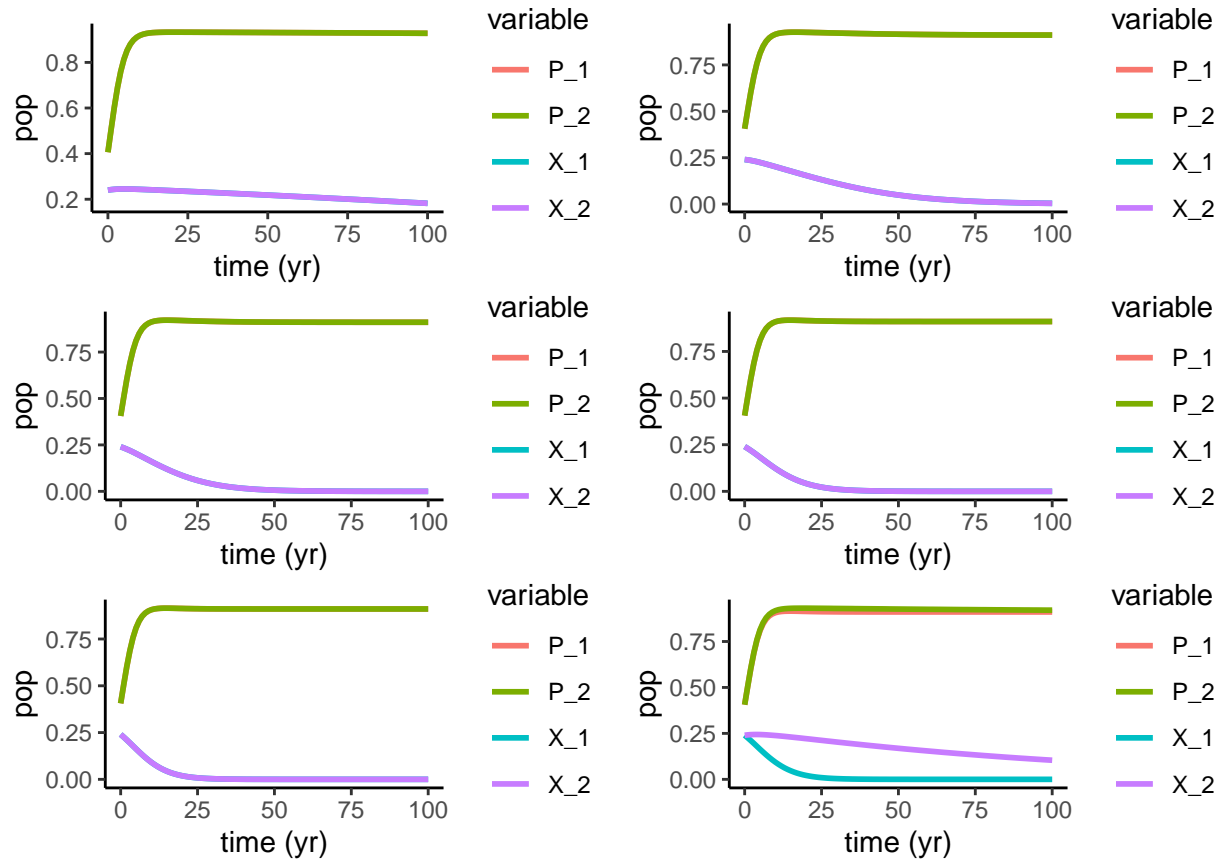 variable
pop
0.8
0.6
0.4
0.2
0 25 50 75 100
time (yr)
P_1
P_2
X_1
X_2
variable
pop
0.75
0.50
0.25
0.00
0 25 50 75 100
time (yr)
P_1
P_2
X_1
X_2
variable
pop
0.75
0.50
0.25
0.00
0 25 50 75 100
time (yr)
P_1
P_2
X_1
X_2
variable
pop
0.75
0.50
0.25
0.00
0 25 50 75 100
time (yr)
P_1
P_2
X_1
X_2
variable
pop
0.75
0.50
0.25
0.00
0 25 50 75 100
time (yr)
P_1
P_2
X_1
X_2
variable
pop
0.75
0.50
0.25
0.00
0 25 50 75 100
time (yr)
P_1
P_2
X_1
X_2